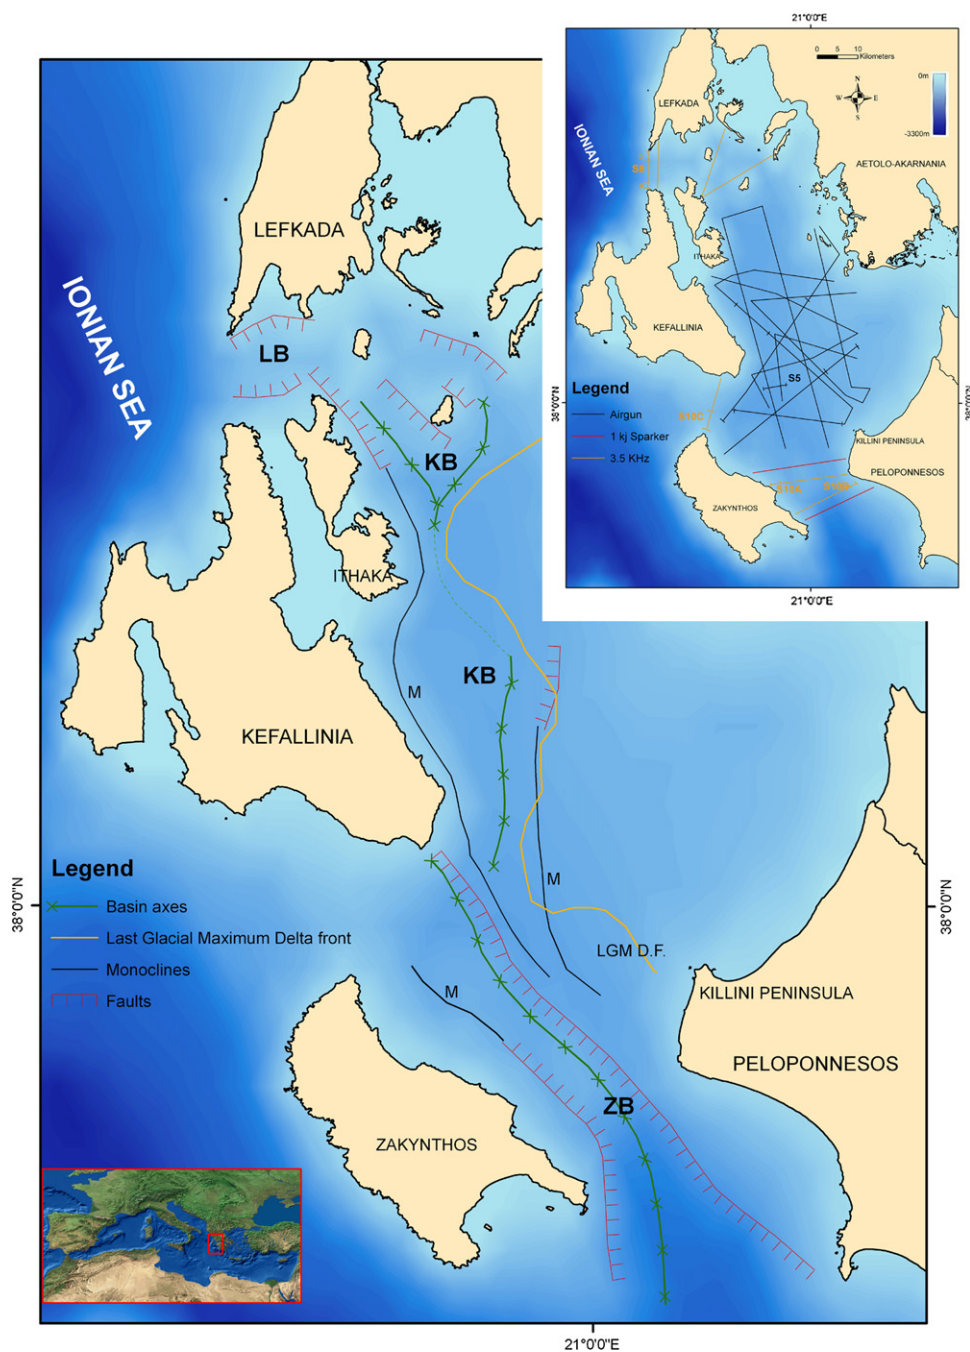 LEFKADA
IONIAN SEA
LB
KB
ITHAKA
KB
M
KEFALLINIA
M
Legend
Basin axes
Last Glacial Maximum Delta front
Monoclines
Faults
LGM D.F.
M
KILLINI PENINSULA
PELOPONNESOS
ZB
ZAKYNTHOS
38°0'0"N
38°0'0"N
21°0'0"E
21°0'0"E
0 5 10
Kilometers
N
W E
S
0m
-3300m
LEFKADA
IONIAN SEA
AETOLO-AKARNANIA
S8
ITHAKA
KEFALLINIA
S5
Legend
Airgun
1 kj Sparker
3.5 KHz
S10C
KILLINI PENINSULA
PELOPONNESOS
S10A
S10B
ZAKYNTHOS
38°0'0"N
21°0'0"E